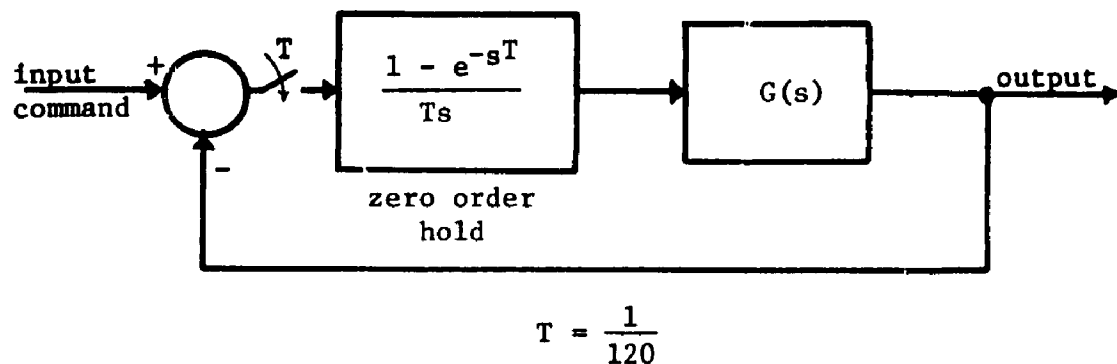 input
command
+
-
T
1 - e^{-sT}
Ts
zero order
hold
G(s)
output
T = 1/120